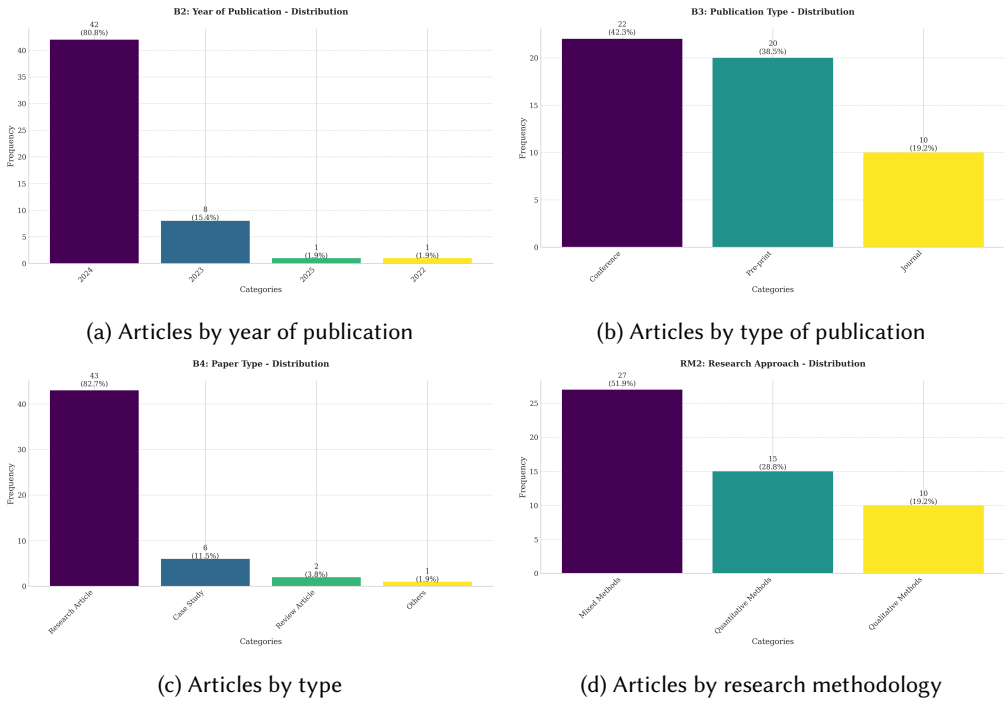 B2: Year of Publication - Distribution
42
(80.8%)
40
35
30
25
20
15
10
5
0
Frequency
8
(15.4%)
1
(1.9%)
1
(1.9%)
2024
2023
2025
2022
Categories
(a) Articles by year of publication
B3: Publication Type - Distribution
22
(42.3%)
20
(38.5%)
10
(19.2%)
20
15
10
5
0
Frequency
Conference
Pre-print
Journal
Categories
(b) Articles by type of publication
B4: Paper Type - Distribution
43
(82.7%)
40
30
20
10
0
Frequency
6
(11.5%)
2
(3.8%)
1
(1.9%)
Research Article
Case Study
Review Article
Others
Categories
(c) Articles by type
RM2: Research Approach - Distribution
27
(51.9%)
15
(28.8%)
10
(19.2%)
25
20
15
10
5
0
Frequency
Mixed Methods
Quantitative Methods
Qualitative Methods
Categories
(d) Articles by research methodology